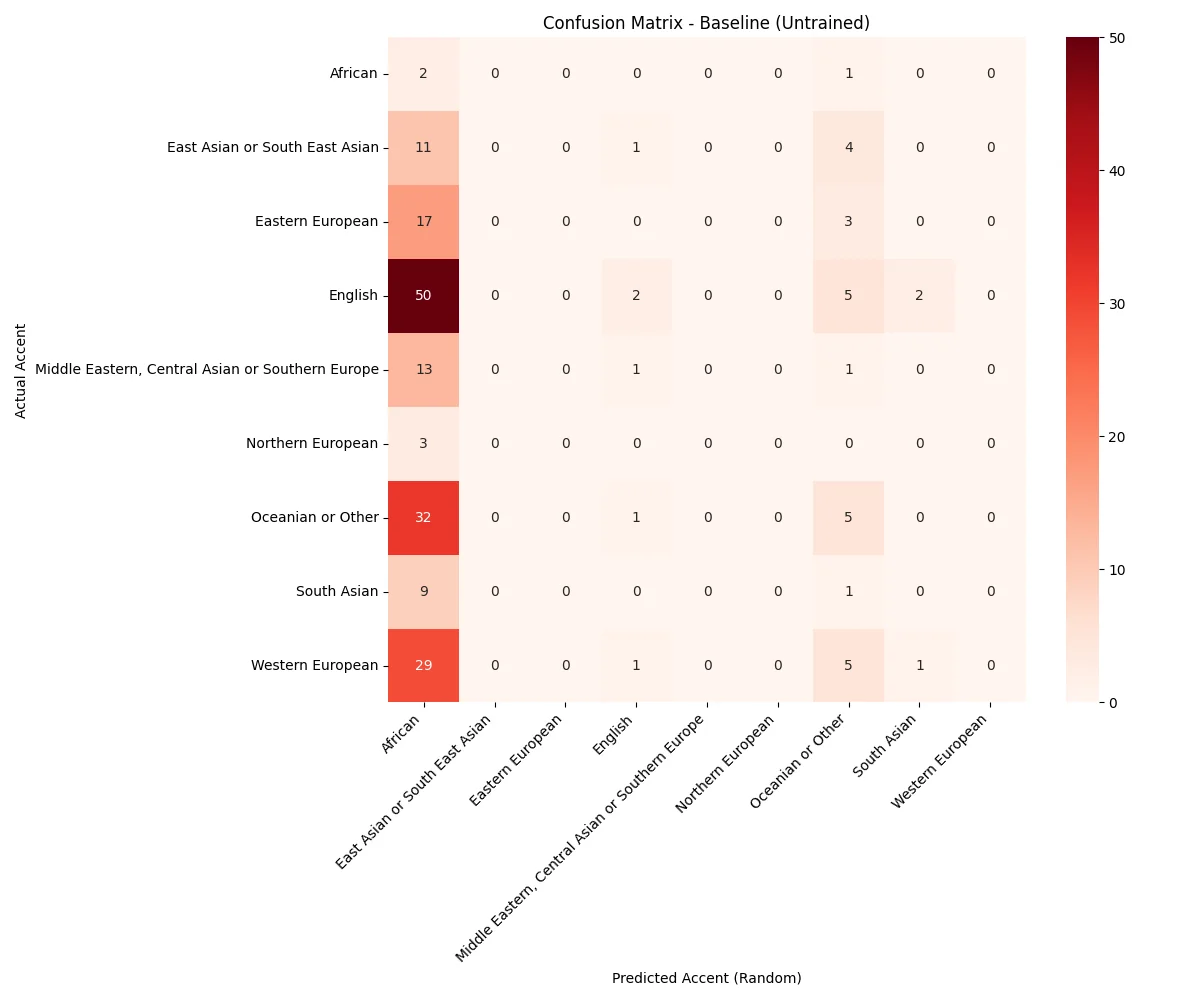 Confusion Matrix - Baseline (Untrained)
African 2 0 0 0 0 0 1 0 0
East Asian or South East Asian 11 0 0 1 0 0 4 0 0
Eastern European 17 0 0 0 0 0 3 0 0
English 50 0 0 2 0 0 5 2 0
Middle Eastern, Central Asian or Southern Europe 13 0 0 1 0 0 1 0 0
Northern European 3 0 0 0 0 0 0 0 0
Oceanian or Other 32 0 0 1 0 0 5 0 0
South Asian 9 0 0 0 0 0 1 0 0
Western European 29 0 0 1 0 0 5 1 0
Actual Accent
African
East Asian or South East Asian
Eastern European
English
Middle Eastern, Central Asian or Southern Europe
Northern European
Oceanian or Other
South Asian
Western European
Predicted Accent (Random)
50
40
30
20
10
0